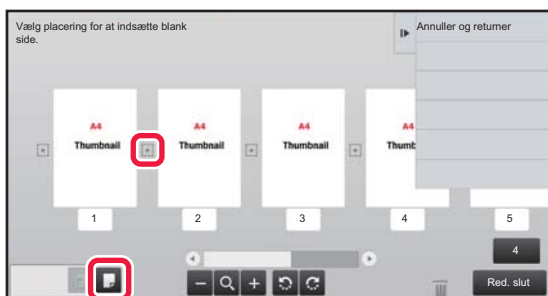 Vælg placering for at indsætte blank
side.
Annuller og returner
A4
Thumbnail
A4
Thumbnail
A4
Thumbnail
A4
Thumb
1
2
3
4
5
4
Red. slut